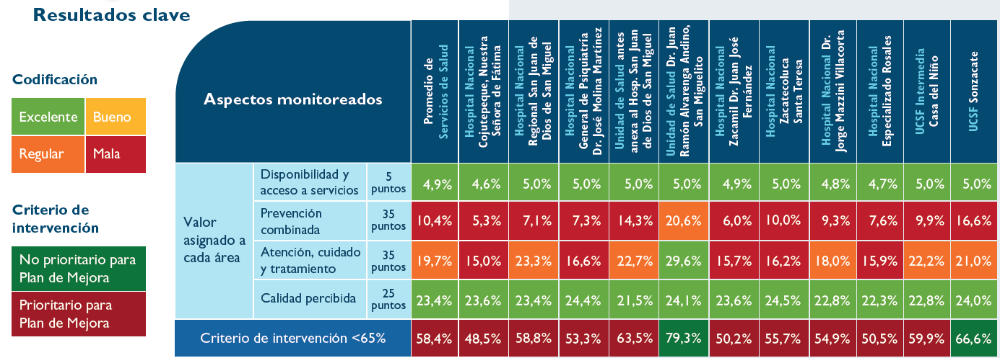 Resultados clave
Codificación
Excelente Bueno
Regular Mala
Criterio de
intervención
No prioritario para
Plan de Mejora
Prioritario para
Plan de Mejora
Aspectos monitoreados
Promedio de
Servicios de Salud
Hospital Nacional
Cojutepeque, Nuestra
Señora de Fátima
Hospital Nacional
Regional San Juan de
Dios de San Miguel
Hospital Nacional
General de Psiquiatría
Dr. José Molina Martínez
Unidad de Salud antes
anexa al Hosp. San Juan
de Dios de San Miguel
Unidad de Salud Dr. Juan
Ramón Alvarenga Andino,
San Miguelito
Hospital Nacional
Zacamil Dr. Juan José
Fernández
Hospital Nacional
Zacatecoluca
Santa Teresa
Hospital Nacional Dr.
Jorge Mazzini Villacorta
Hospital Nacional
Especializado Rosales
UCSF Intermedia
Casa del Niño
UCSF Sonzacate
Valor
asignado a
cada área
Disponibilidad y
acceso a servicios
5
puntos
4,9% 4,6% 5,0% 5,0% 5,0% 5,0% 4,9% 5,0% 4,8% 4,7% 5,0% 5,0%
Prevención
combinada
35
puntos
10,4% 5,3% 7,1% 7,3% 14,3% 20,6% 6,0% 10,0% 9,3% 7,6% 9,9% 16,6%
Atención, cuidado
y tratamiento
35
puntos
19,7% 15,0% 23,3% 16,6% 22,7% 29,6% 15,7% 16,2% 18,0% 15,9% 22,2% 21,0%
Calidad percibida
25
puntos
23,4% 23,6% 23,4% 24,4% 21,5% 24,1% 23,6% 24,5% 22,8% 22,3% 22,8% 24,0%
Criterio de intervención <65%
58,4% 48,5% 58,8% 53,3% 63,5% 79,3% 50,2% 55,7% 54,9% 50,5% 59,9% 66,6%